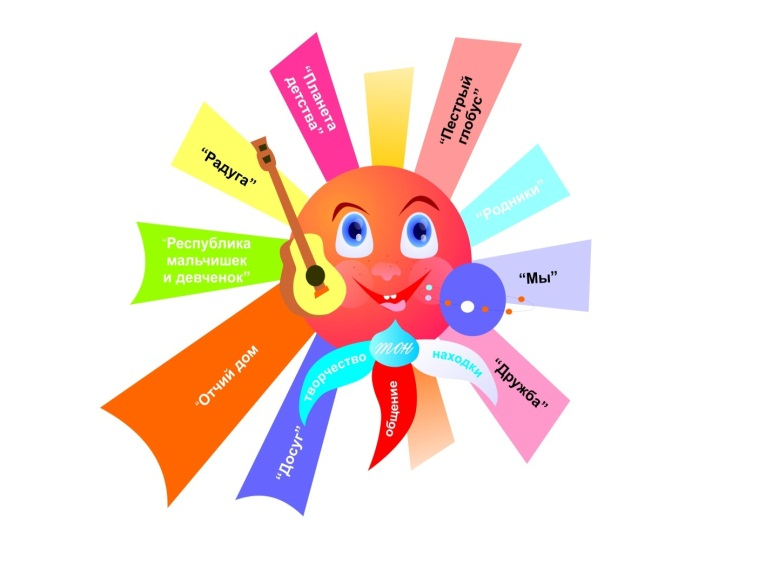 “Планета
детства”
“Пестрый
глобус”
“Радуга”
“Родники”
“Республика
мальчишек
и девченок”
“Мы”
“Отчий дом
“Досуг”
творчество
тон
находки
общение
“Дружба”